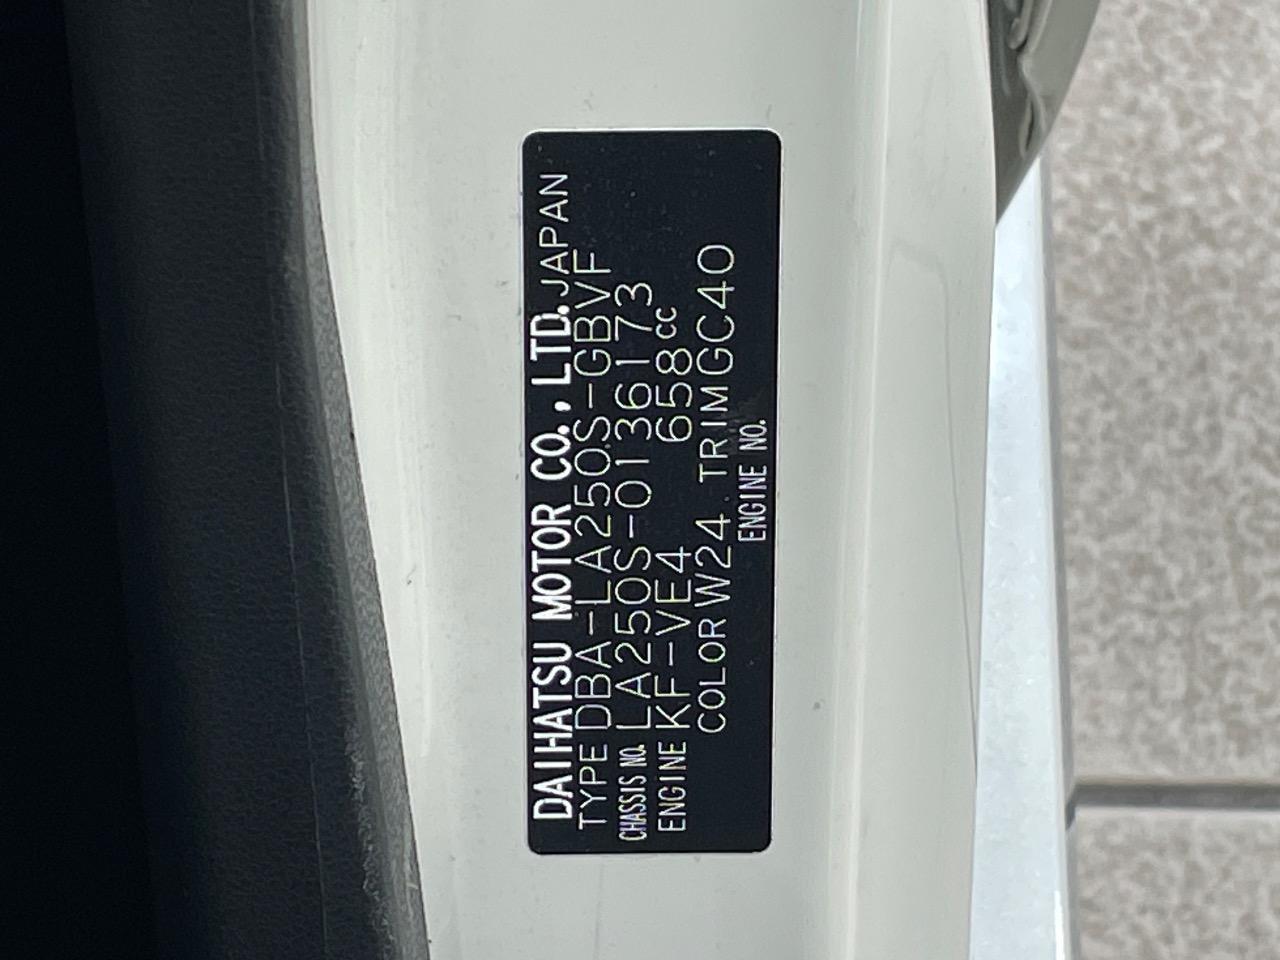 DAIHATSU MOTOR CO., LTD. JAPAN
TYPE DBA-LA250S-GBVF
CHASSIS NO. LA250S-0136173
ENGINE KF-VE4 658cc
COLOR W24 TRIM GC40
ENGINE NO.